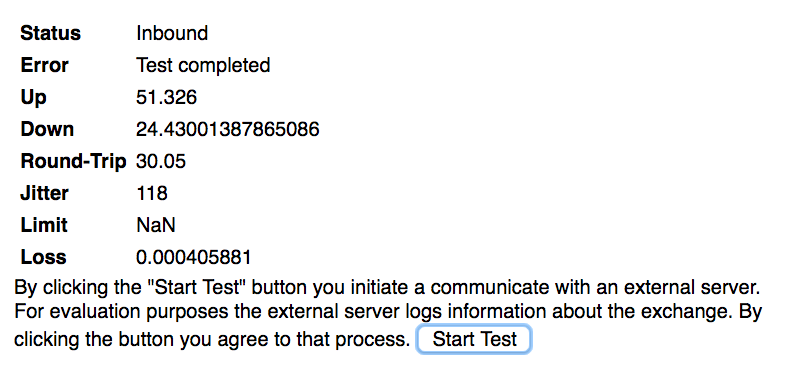 Status Inbound
Error Test completed
Up 51.326
Down 24.43001387865086
Round-Trip 30.05
Jitter 118
Limit NaN
Loss 0.000405881
By clicking the "Start Test" button you initiate a communicate with an external server.
For evaluation purposes the external server logs information about the exchange. By
clicking the button you agree to that process. Start Test